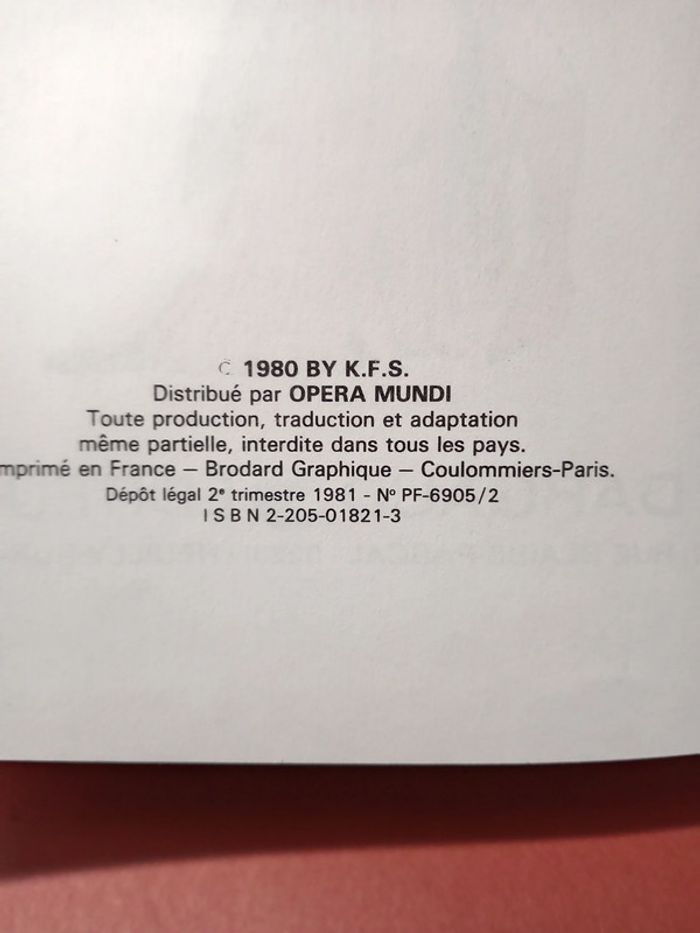 © 1980 BY K.F.S.
Distribué par OPERA MUNDI
Toute production, traduction et adaptation
même partielle, interdite dans tous les pays.
mprimé en France — Brodard Graphique — Coulommiers-Paris.
Dépôt légal 2e trimestre 1981 - No PF-6905/2
ISBN 2-205-01821-3